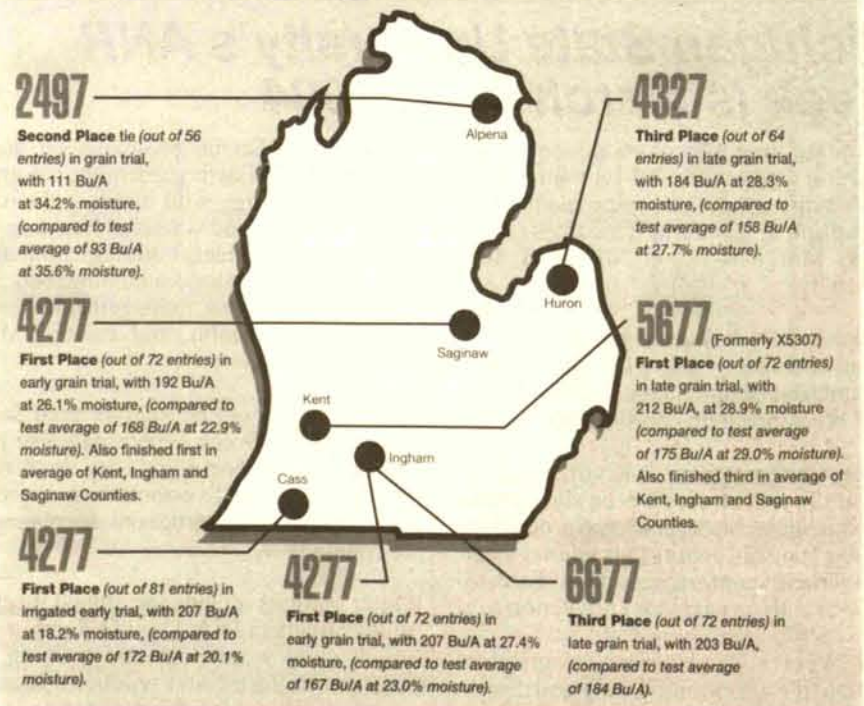 2497
Second Place tie (out of 56
entries) in grain trial,
with 111 Bu/A
at 34.2% moisture,
(compared to test
average of 93 Bu/A
at 35.6% moisture).
4277
First Place (out of 72 entries) in
early grain trial, with 192 Bu/A
at 26.1% moisture, (compared to
test average of 168 Bu/A at 22.9%
moisture). Also finished first in
average of Kent, Ingham and
Saginaw Counties.
4277
First Place (out of 81 entries) in
irrigated early trial, with 207 Bu/A
at 18.2% moisture, (compared to
test average of 172 Bu/A at 20.1%
moisture).
Alpena
Huron
Saginaw
Kent
Ingham
Cass
4277
First Place (out of 72 entries) in
early grain trial, with 207 Bu/A at 27.4%
moisture, (compared to test average
of 167 Bu/A at 23.0% moisture).
4327
Third Place (out of 64
entries) in late grain trial,
with 184 Bu/A at 28.3%
moisture, (compared to
test average of 158 Bu/A
at 27.7% moisture).
5677 (Formerly X5307)
First Place (out of 72 entries)
in late grain trial, with
212 Bu/A, at 28.9% moisture
(compared to test average
of 175 Bu/A at 29.0% moisture).
Also finished third in average of
Kent, Ingham and Saginaw
Counties.
6677
Third Place (out of 72 entries) in
late grain trial, with 203 Bu/A,
(compared to test average
of 184 Bu/A).